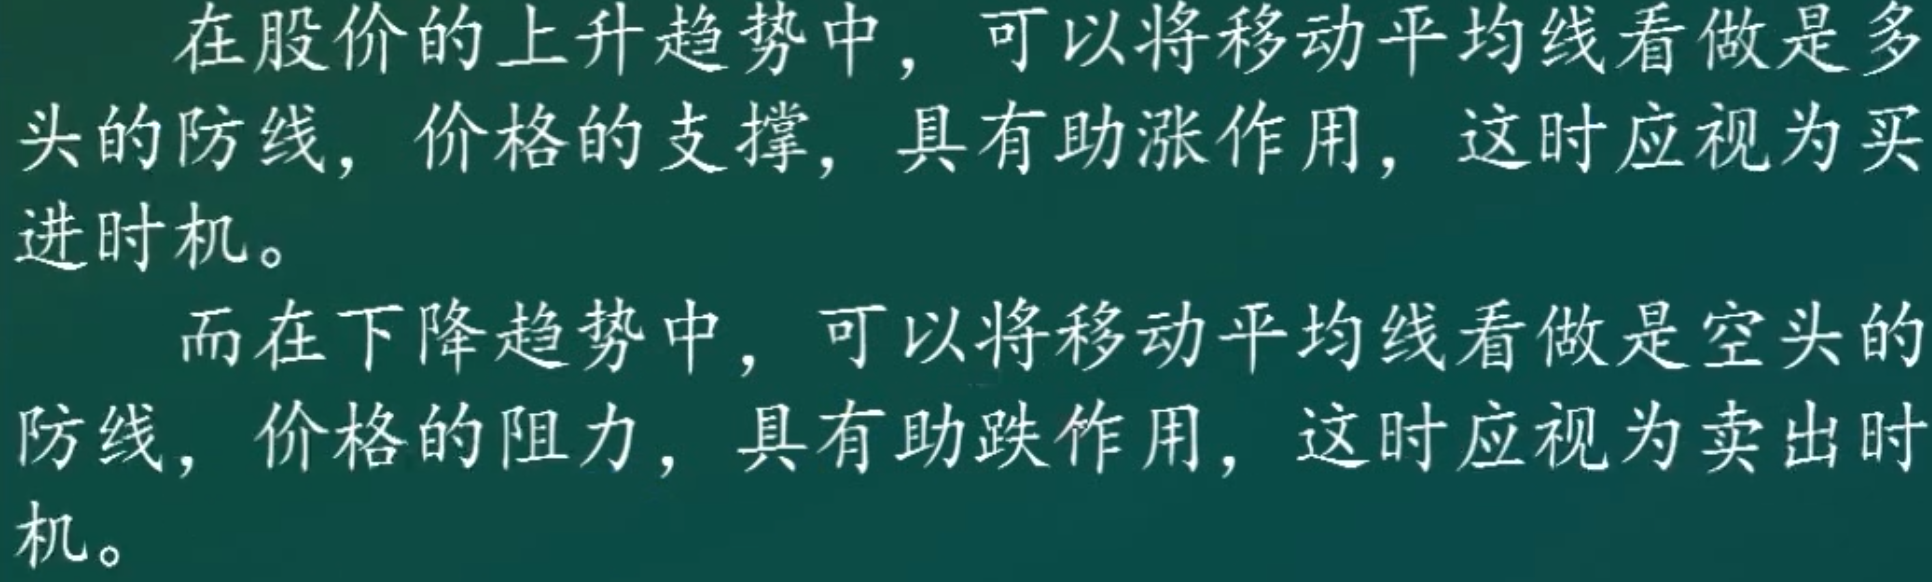 在股价的上升趋势中，可以将移动平均线看做是多
头的防线，价格的支撑，具有助涨作用，这时应视为买
进时机。
而在下降趋势中，可以将移动平均线看做是空头的
防线，价格的阻力，具有助跌作用，这时应视为卖出时
机。